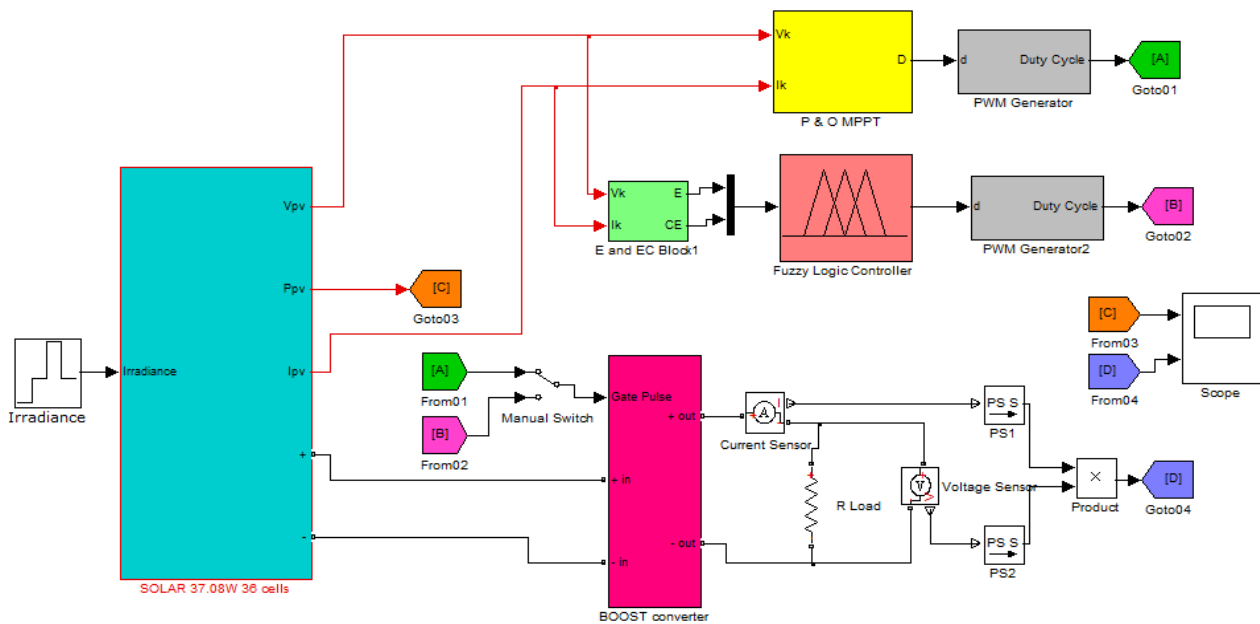 Vk
Ik
D
P & O MPPT
d
Duty Cycle
PWM Generator
[A]
Goto01
Vpv
Ppv
Ipv
Irradiance
+
-
SOLAR 37.08W 36 cells
Irradiance
[C]
Goto03
Vk
Ik
E
CE
E and EC Block1
Fuzzy Logic Controller
d
Duty Cycle
PWM Generator2
[B]
Goto02
[A]
From01
[B]
From02
Manual Switch
Gate Pulse
+ in
- in
+ out
- out
BOOST converter
A
I
+
Current Sensor
+
R Load
+
V
V
Voltage Sensor
PS S
PS1
PS S
PS2
×
Product
[D]
Goto04
[C]
From03
[D]
From04
Scope